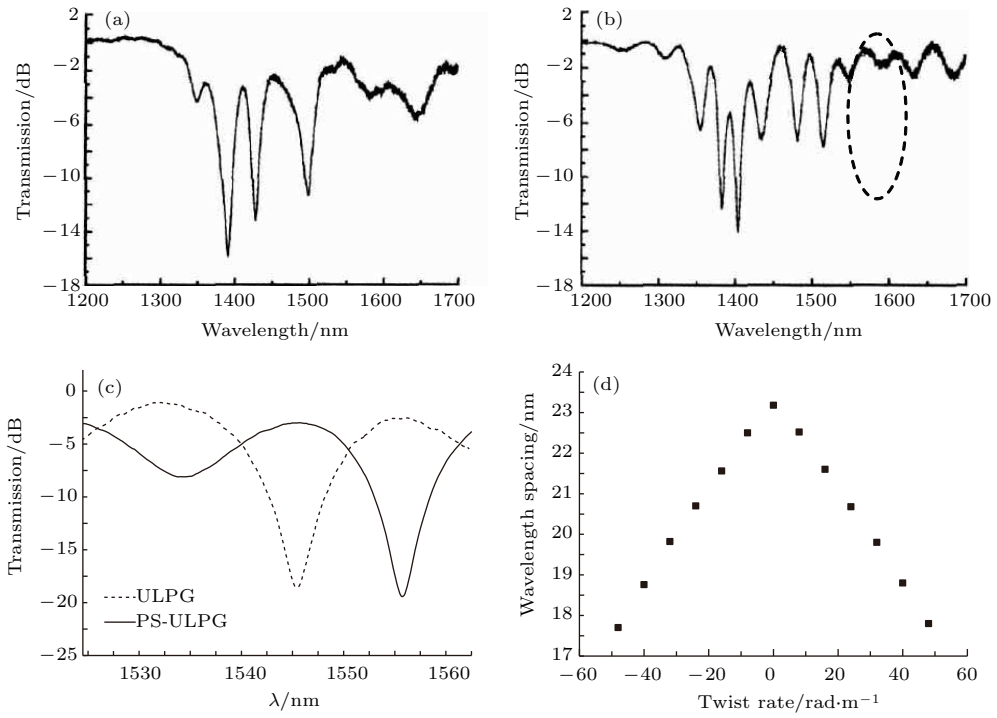 (a)
2
−2
−6
−10
−14
−18
Transmission/dB
1200 1300 1400 1500 1600 1700
Wavelength/nm
(b)
2
−2
−6
−10
−14
−18
Transmission/dB
1200 1300 1400 1500 1600 1700
Wavelength/nm
(c)
0
−5
−10
−15
−20
−25
Transmission/dB
ULPG
PS-ULPG
1530 1540 1550 1560
λ/nm
(d)
24
23
22
21
20
19
18
17
Wavelength spacing/nm
−60 −40 −20 0 20 40 60
Twist rate/rad·m⁻¹